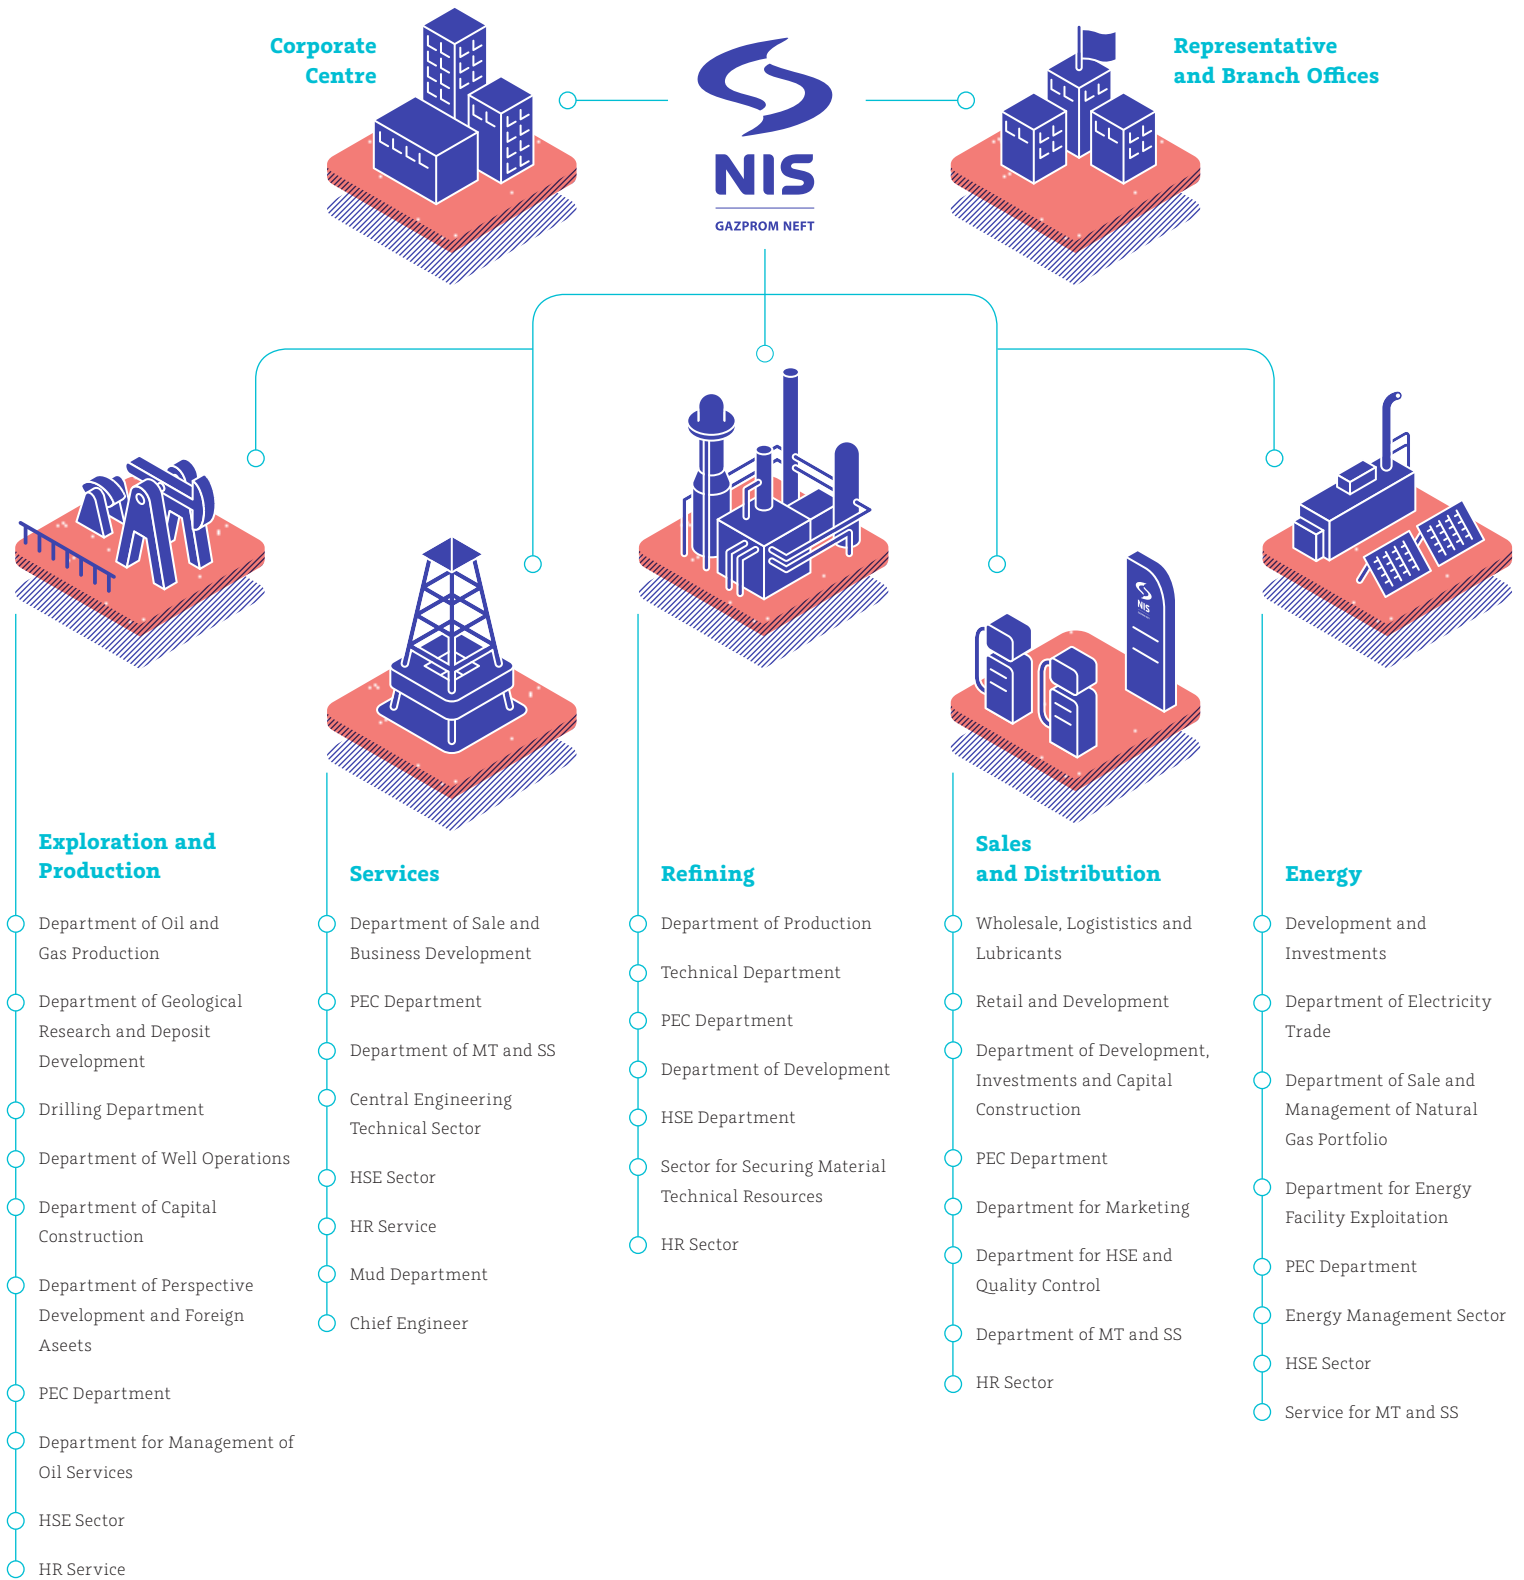 Corporate
Centre
NIS
GAZPROM NEFT
Representative
and Branch Offices
NIS
Exploration and
Production
Department of Oil and
Gas Production
Department of Geological
Research and Deposit
Development
Drilling Department
Department of Well Operations
Department of Capital
Construction
Department of Perspective
Development and Foreign
Aseets
PEC Department
Department for Management of
Oil Services
HSE Sector
HR Service
Services
Department of Sale and
Business Development
PEC Department
Department of MT and SS
Central Engineering
Technical Sector
HSE Sector
HR Service
Mud Department
Chief Engineer
Refining
Department of Production
Technical Department
PEC Department
Department of Development
HSE Department
Sector for Securing Material
Technical Resources
HR Sector
Sales
and Distribution
Wholesale, Logististics and
Lubricants
Retail and Development
Department of Development,
Investments and Capital
Construction
PEC Department
Department for Marketing
Department for HSE and
Quality Control
Department of MT and SS
HR Sector
Energy
Development and
Investments
Department of Electricity
Trade
Department of Sale and
Management of Natural
Gas Portfolio
Department for Energy
Facility Exploitation
PEC Department
Energy Management Sector
HSE Sector
Service for MT and SS